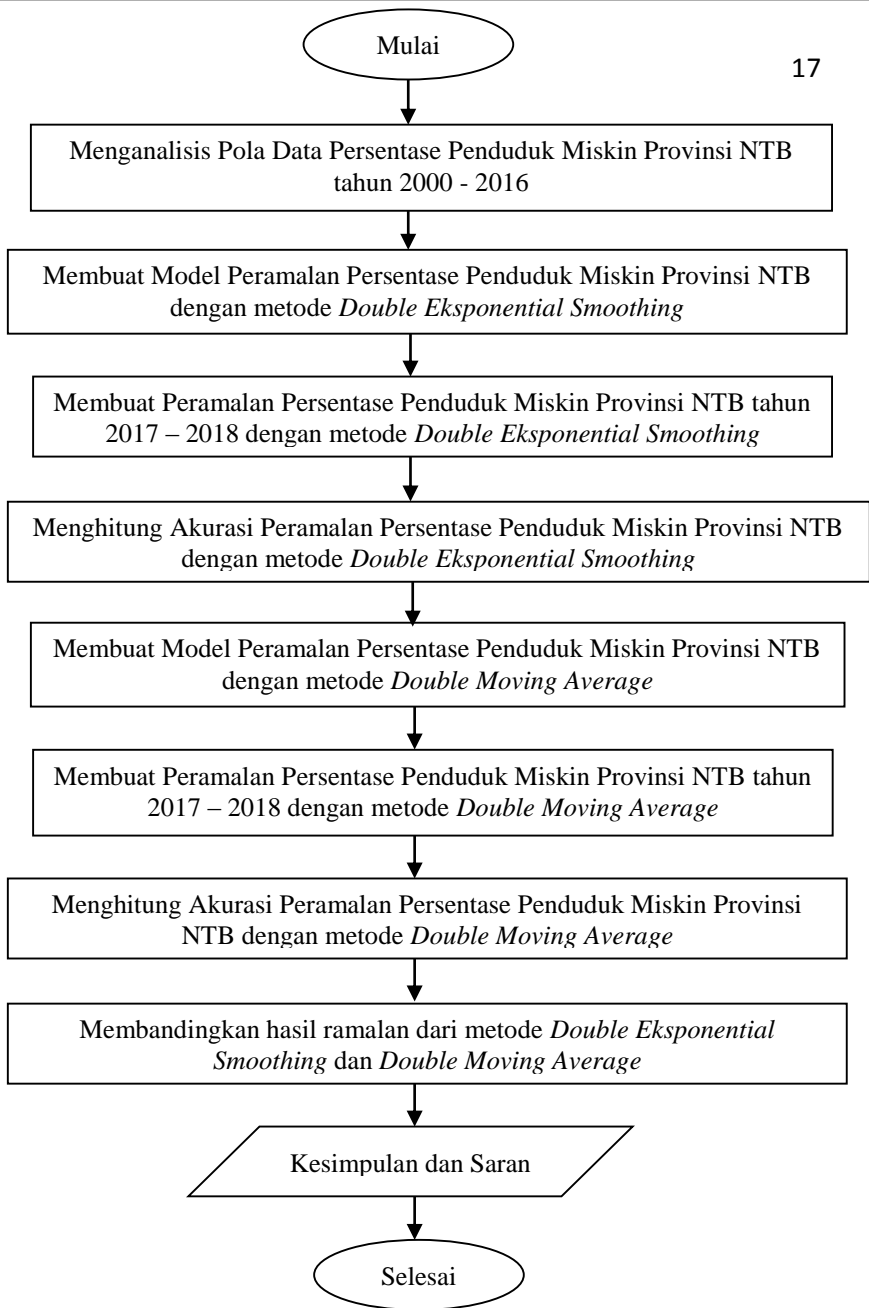 Mulai
17
Menganalisis Pola Data Persentase Penduduk Miskin Provinsi NTB
tahun 2000 - 2016
Membuat Model Peramalan Persentase Penduduk Miskin Provinsi NTB
dengan metode Double Eksponential Smoothing
Membuat Peramalan Persentase Penduduk Miskin Provinsi NTB tahun
2017 – 2018 dengan metode Double Eksponential Smoothing
Menghitung Akurasi Peramalan Persentase Penduduk Miskin Provinsi NTB
dengan metode Double Eksponential Smoothing
Membuat Model Peramalan Persentase Penduduk Miskin Provinsi NTB
dengan metode Double Moving Average
Membuat Peramalan Persentase Penduduk Miskin Provinsi NTB tahun
2017 – 2018 dengan metode Double Moving Average
Menghitung Akurasi Peramalan Persentase Penduduk Miskin Provinsi
NTB dengan metode Double Moving Average
Membandingkan hasil ramalan dari metode Double Eksponential
Smoothing dan Double Moving Average
Kesimpulan dan Saran
Selesai